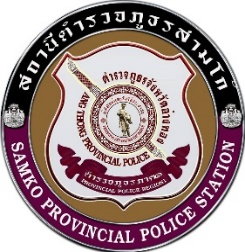 สถานีตำรวจภูธรสามโก้
ตำรวจภูธรจังหวัดอ่างทอง
ANG THONG PROVINCIAL POLICE
ตำรวจภูธรภาค ๑
PROVINCIAL POLICE REGION 1
SAMKO PROVINCIAL POLICE STATION